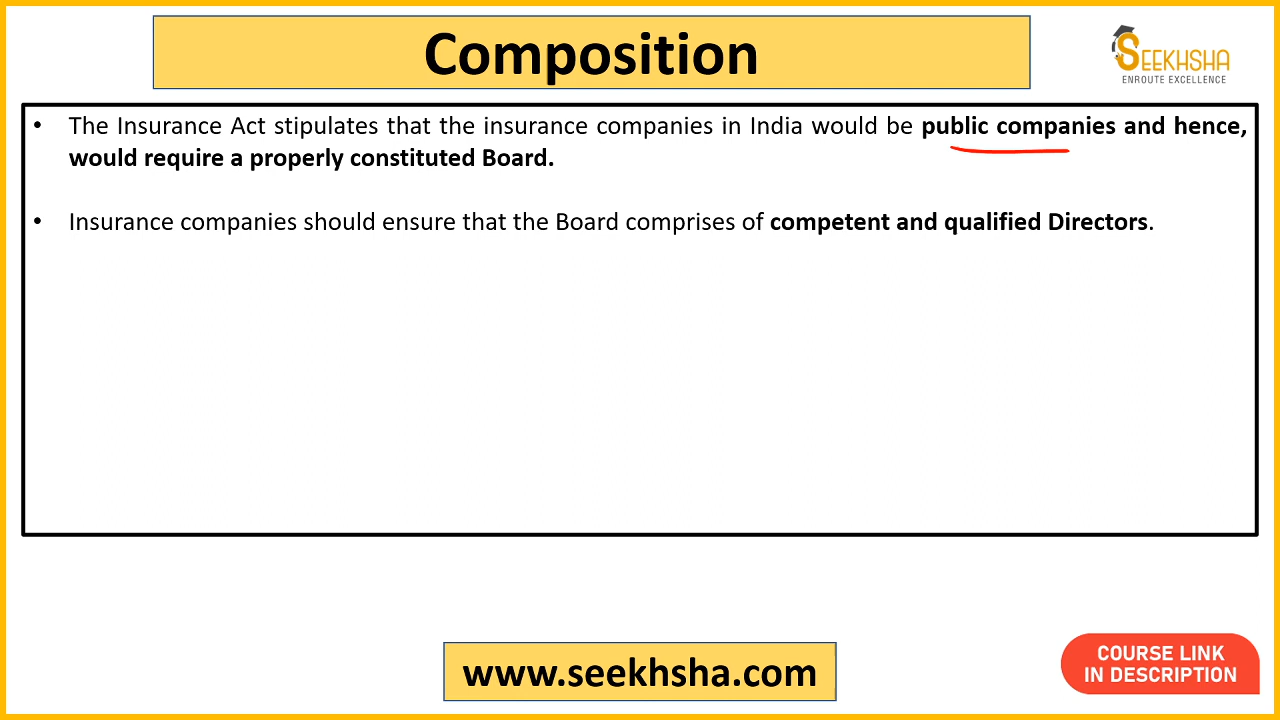 Composition
SEEKHSHA
ENROUTE EXCELLENCE
• The Insurance Act stipulates that the insurance companies in India would be public companies and hence,
would require a properly constituted Board.
• Insurance companies should ensure that the Board comprises of competent and qualified Directors.
www.seekhsha.com
COURSE LINK
IN DESCRIPTION